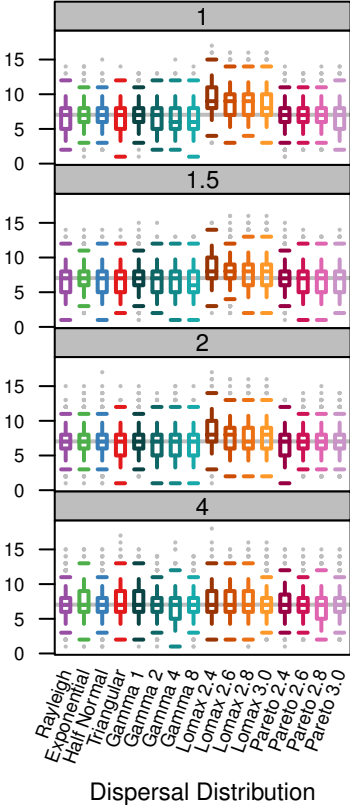 1
15
10
5
0
1.5
15
10
5
0
2
15
10
5
0
4
15
10
5
0
Rayleigh
Exponential
Half Normal
Triangular
Gamma 1
Gamma 2
Gamma 4
Gamma 8
Lomax 2.4
Lomax 2.6
Lomax 2.8
Lomax 3.0
Pareto 2.4
Pareto 2.6
Pareto 2.8
Pareto 3.0
Dispersal Distribution